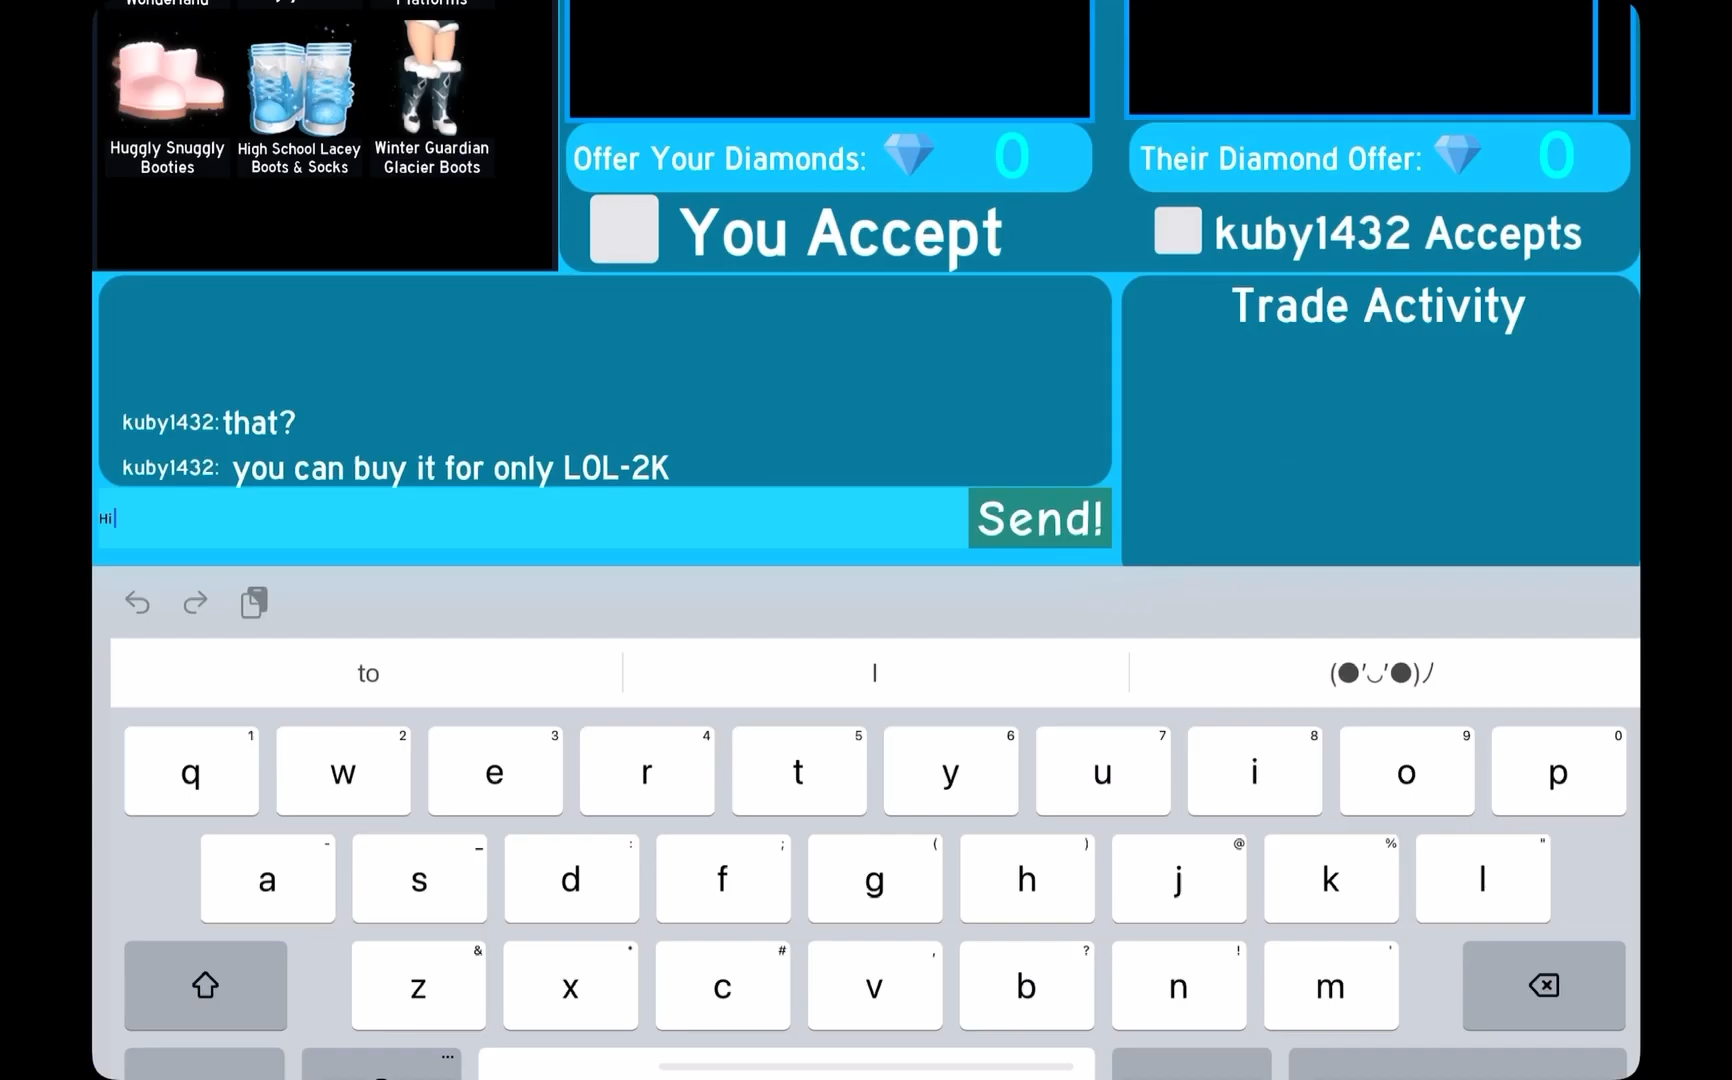 Wonderland
Platforms
Huggly Snuggly
Booties
High School Lacey
Boots & Socks
Winter Guardian
Glacier Boots
Offer Your Diamonds: 0
Their Diamond Offer: 0
You Accept
kuby1432 Accepts
Trade Activity
kuby1432: that?
kuby1432: you can buy it for only LOL-2K
Hi
Send!
to
I
(●'◡'●)ﾉ
1 2 3 4 5 6 7 8 9 0
q w e r t y u i o p
- _ : ; ( ) @ % "
a s d f g h j k l
& * # , ? ! '
z x c v b n m
...